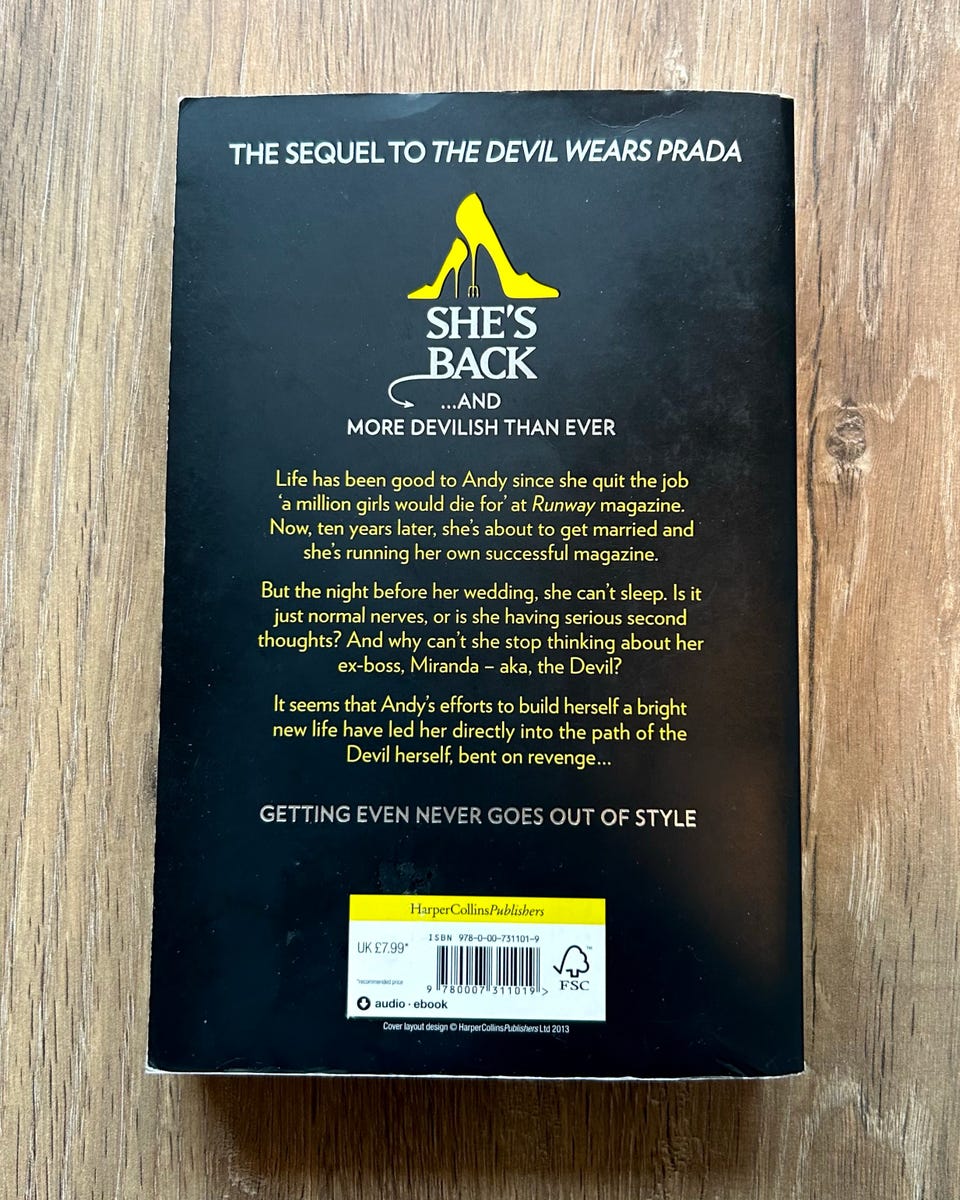 THE SEQUEL TO THE DEVIL WEARS PRADA
SHE'S
BACK
...AND
MORE DEVILISH THAN EVER
Life has been good to Andy since she quit the job
‘a million girls would die for’ at Runway magazine.
Now, ten years later, she’s about to get married and
she’s running her own successful magazine.
But the night before her wedding, she can’t sleep. Is it
just normal nerves, or is she having serious second
thoughts? And why can’t she stop thinking about her
ex-boss, Miranda – aka, the Devil?
It seems that Andy’s efforts to build herself a bright
new life have led her directly into the path of the
Devil herself, bent on revenge...
GETTING EVEN NEVER GOES OUT OF STYLE
HarperCollinsPublishers
ISBN 978-0-00-731101-9
UK £7.99*
*recommended price
9 780007 311019 >
FSC™
audio · ebook
Cover layout design © HarperCollinsPublishers Ltd 2013